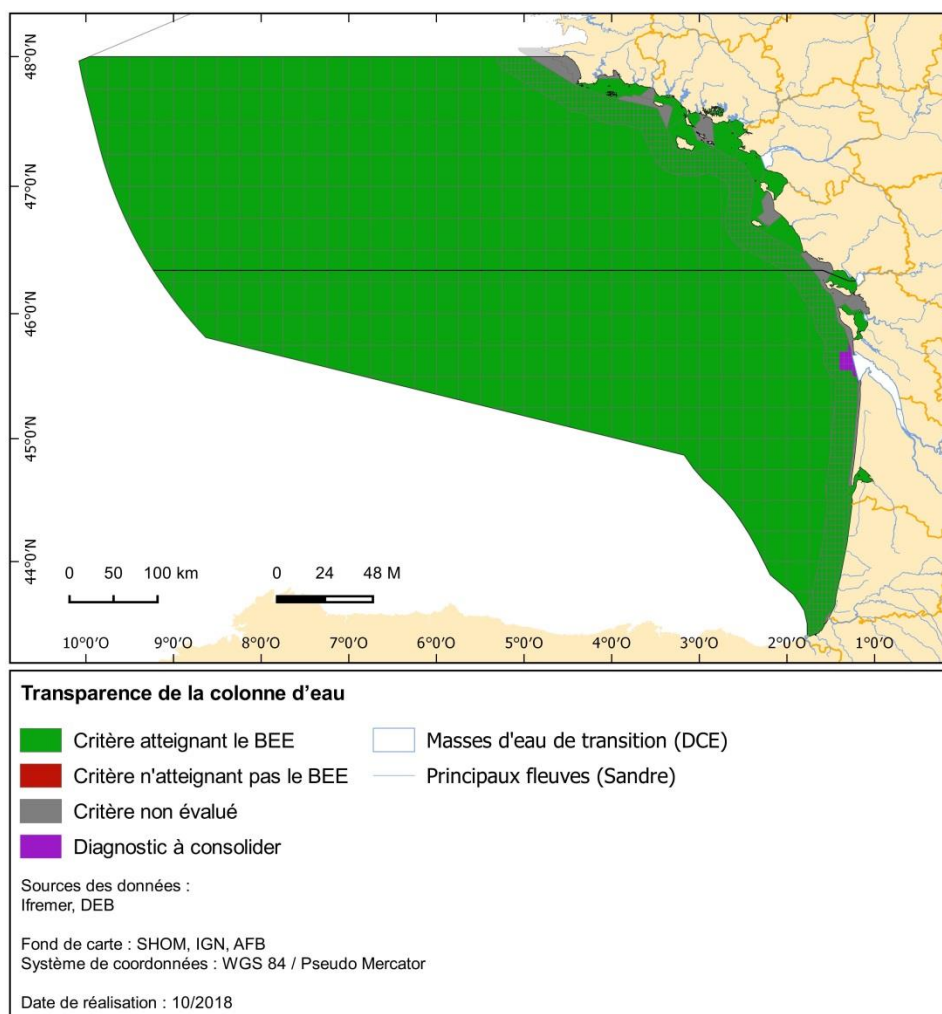 48°0'N
47°0'N
46°0'N
45°0'N
44°0'N
0 50 100 km
0 24 48 M
10°0'O 9°0'O 8°0'O 7°0'O 6°0'O 5°0'O 4°0'O 3°0'O 2°0'O 1°0'O
Transparence de la colonne d'eau
Critère atteignant le BEE
Critère n'atteignant pas le BEE
Critère non évalué
Diagnostic à consolider
Masses d'eau de transition (DCE)
Principaux fleuves (Sandre)
Sources des données :
Ifremer, DEB
Fond de carte : SHOM, IGN, AFB
Système de coordonnées : WGS 84 / Pseudo Mercator
Date de réalisation : 10/2018